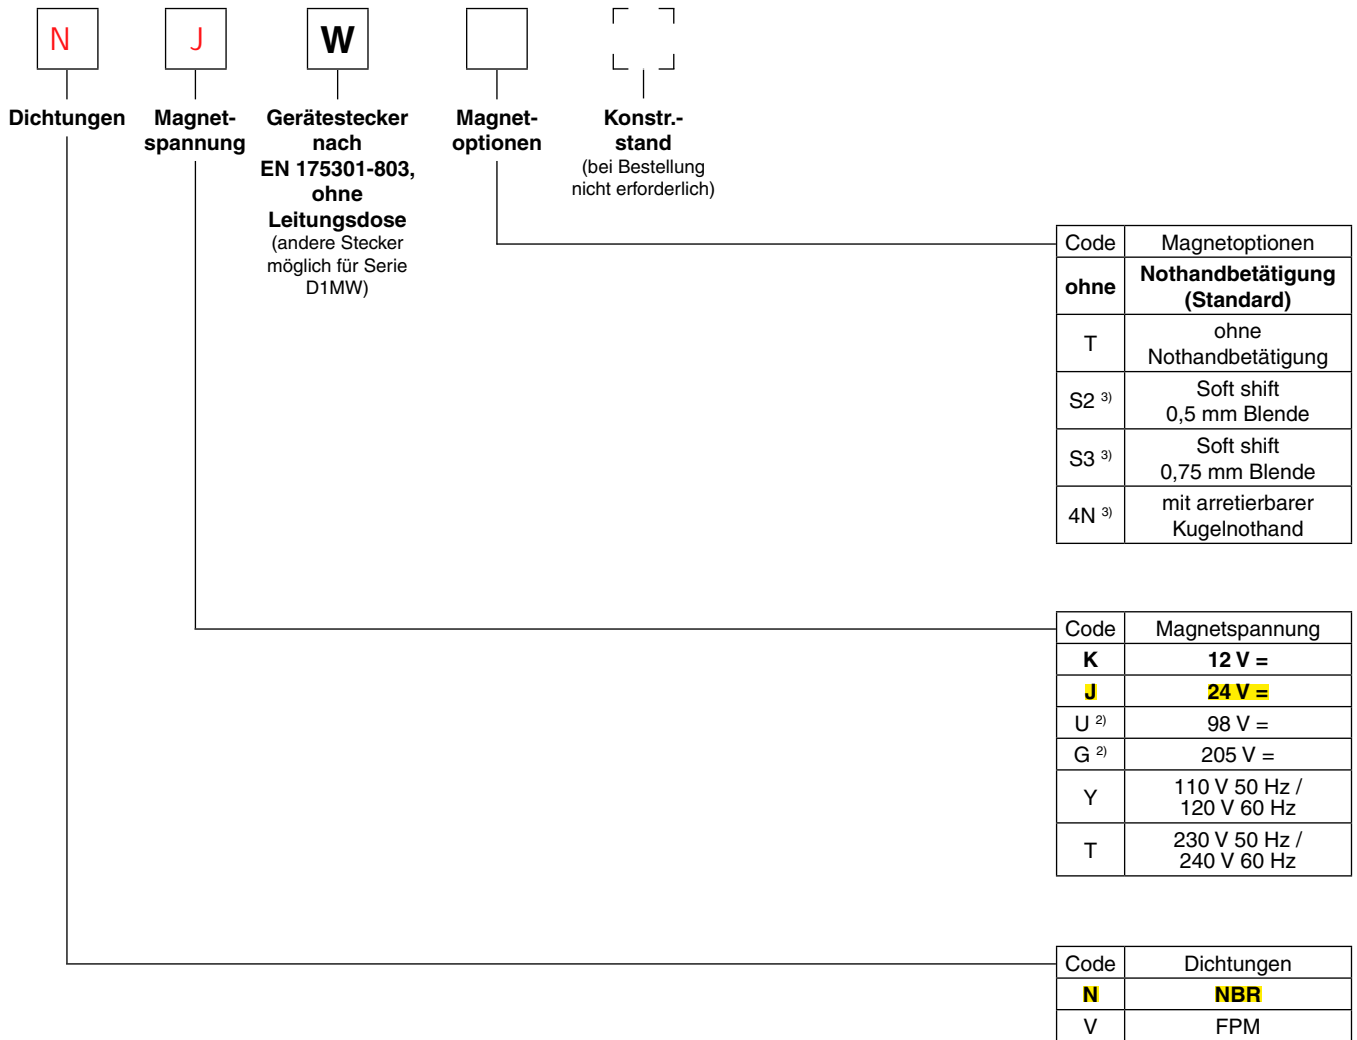 N J W
Dichtungen
Magnet-
spannung
Gerätestecker
nach
EN 175301-803,
ohne
Leitungsdose
(andere Stecker
möglich für Serie
D1MW)
Magnet-
optionen
Konstr.-
stand
(bei Bestellung
nicht erforderlich)
Code Magnetoptionen
ohne Nothandbetätigung
(Standard)
T ohne
Nothandbetätigung
S2 3) Soft shift
0,5 mm Blende
S3 3) Soft shift
0,75 mm Blende
4N 3) mit arretierbarer
Kugelnothand
Code Magnetspannung
K 12 V =
J 24 V =
U 2) 98 V =
G 2) 205 V =
Y 110 V 50 Hz /
120 V 60 Hz
T 230 V 50 Hz /
240 V 60 Hz
Code Dichtungen
N NBR
V FPM